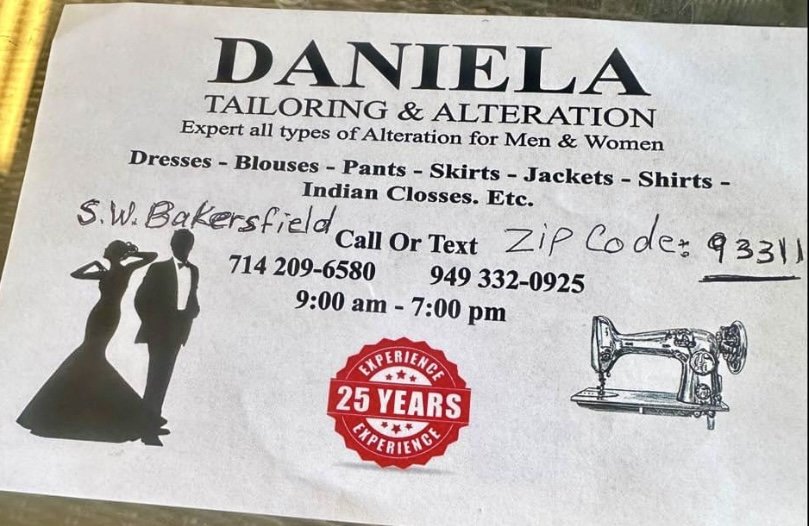 DANIELA
TAILORING & ALTERATION
Expert all types of Alteration for Men & Women
Dresses - Blouses - Pants - Skirts - Jackets - Shirts -
Indian Closses. Etc.
S.W. Bakersfield
Call Or Text Zip Code: 93311
714 209-6580 949 332-0925
9:00 am - 7:00 pm
EXPERIENCE
25 YEARS
EXPERIENCE